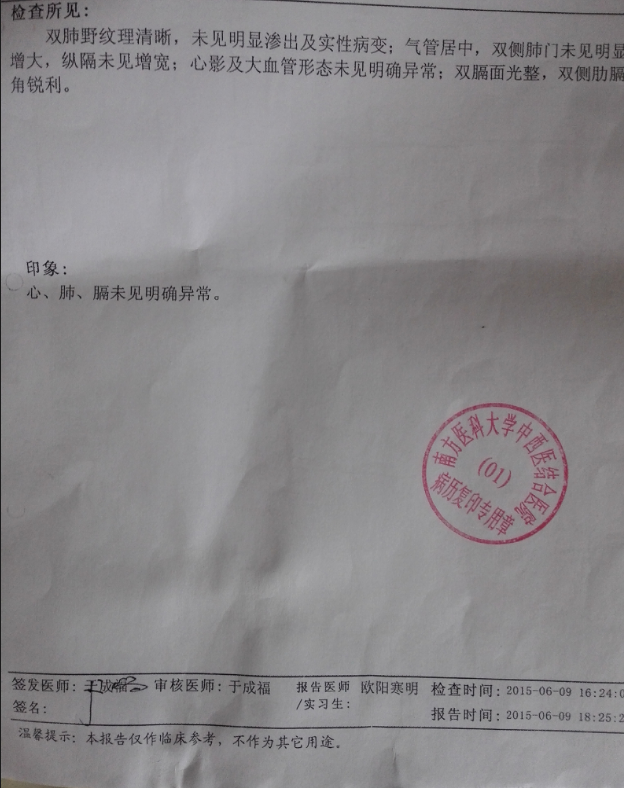 检查所见：
双肺野纹理清晰，未见明显渗出及实性病变；气管居中，双侧肺门未见明显
增大，纵隔未见增宽；心影及大血管形态未见明确异常；双膈面光整，双侧肋膈
角锐利。
印象：
心、肺、膈未见明确异常。
南方医科大学中西医结合医院
(01)
病历复印专用章
签发医师： 审核医师：于成福 报告医师 欧阳寒明 检查时间：2015-06-09 16:24:0
签名： /实习生： 报告时间：2015-06-09 18:25:2
温馨提示：本报告仅作临床参考，不作为其它用途。